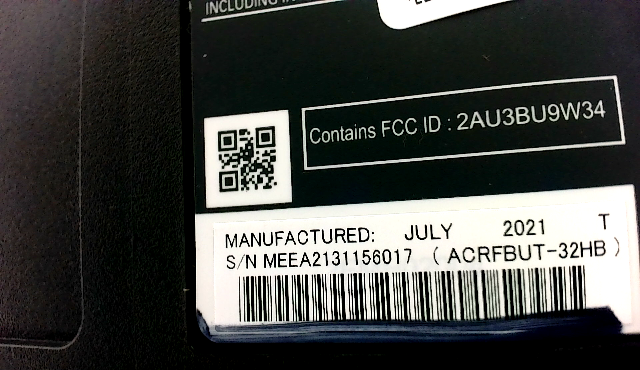 INCLUDING
Contains FCC ID : 2AU3BU9W34
MANUFACTURED: JULY 2021 T
S/N MEEA2131156017 ( ACRFBUT-32HB )